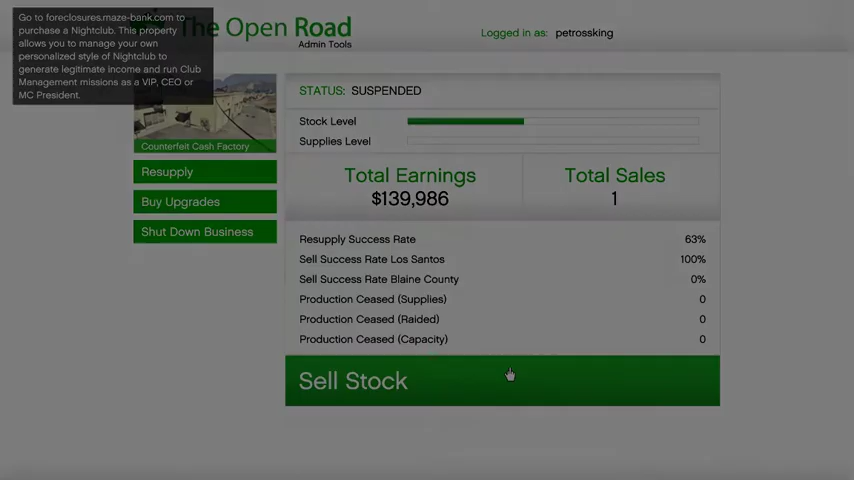 Go to foreclosures.maze-bank.com to
purchase a Nightclub. This property
allows you to manage your own
personalized style of Nightclub to
generate legitimate income and run Club
Management missions as a VIP, CEO or
MC President.
The Open Road
Admin Tools
Logged in as: petrossking
Counterfeit Cash Factory
Resupply
Buy Upgrades
Shut Down Business
STATUS: SUSPENDED
Stock Level
Supplies Level
Total Earnings
$139,986
Total Sales
1
Resupply Success Rate 63%
Sell Success Rate Los Santos 100%
Sell Success Rate Blaine County 0%
Production Ceased (Supplies) 0
Production Ceased (Raided) 0
Production Ceased (Capacity) 0
Sell Stock